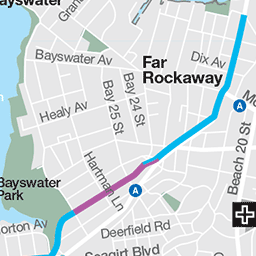 Bayswater
Bayswater Av
Far
Rockaway
Dix Av
Bay 25 St
Bay 24 St
Healy Av
A
Beach 20 St
Hartman Ln
Bayswater
Park
A
Deerfield Rd
Seagirt Blvd